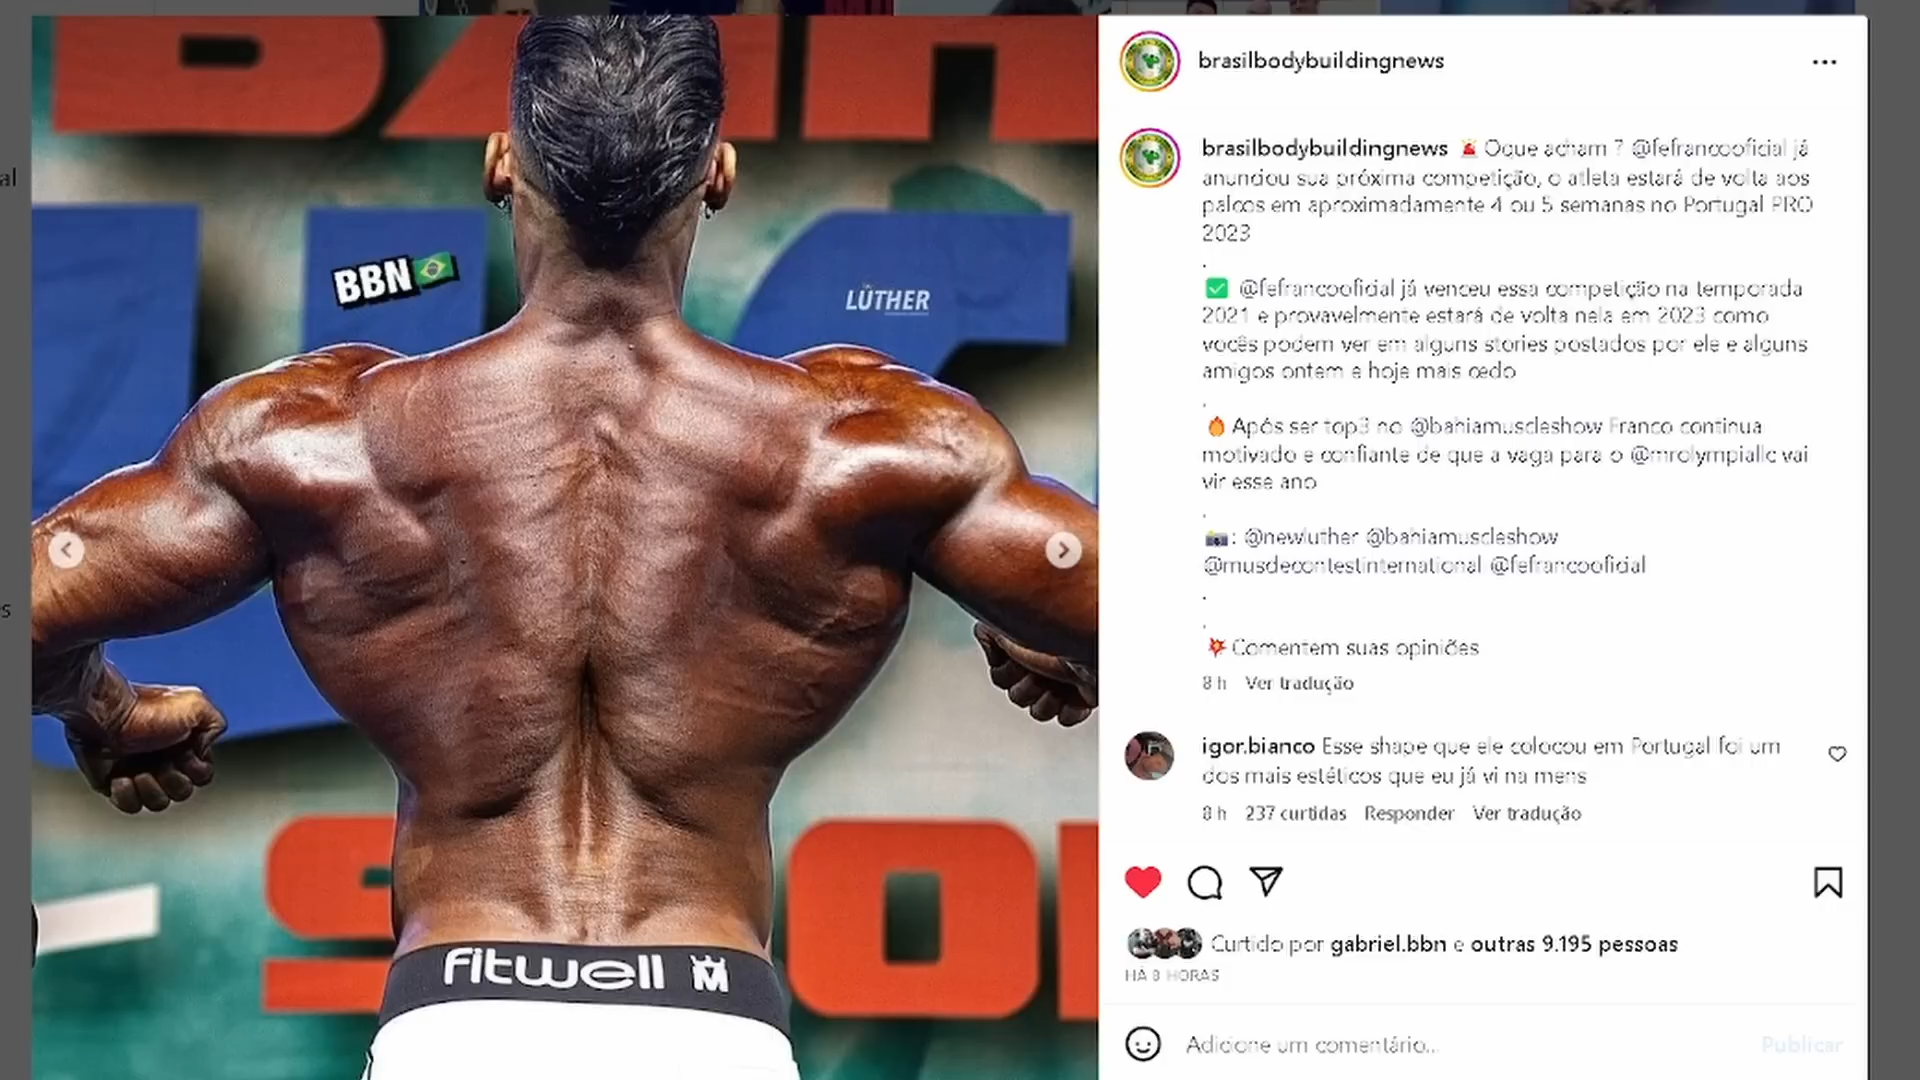 brasilbodybuildingnews
brasilbodybuildingnews 🚨 Oque acham ? @fefrancooficial já
anunciou sua próxima competição, o atleta estará de volta aos
palcos em aproximadamente 4 ou 5 semanas no Portugal PRO
2023
.
✅ @fefrancooficial já venceu essa competição na temporada
2021 e provavelmente estará de volta nela em 2023 como
vocês podem ver em alguns stories postados por ele e alguns
amigos ontem e hoje mais cedo
.
🔥 Após ser top3 no @bahiamuscleshow Franco continua
motivado e confiante de que a vaga para o @mrolympiallc vai
vir esse ano
.
📸: @newluther @bahiamuscleshow
@musclecontestinternational @fefrancooficial
.
.
💥Comentem suas opiniões
8 h Ver tradução
igor.bianco Esse shape que ele colocou em Portugal foi um
dos mais estéticos que eu já vi na mens
8 h 237 curtidas Responder Ver tradução
Curtido por gabriel.bbn e outras 9.195 pessoas
HÁ 8 HORAS
Adicione um comentário...
Publicar
BBN
LUTHER
fitwell M
al
s